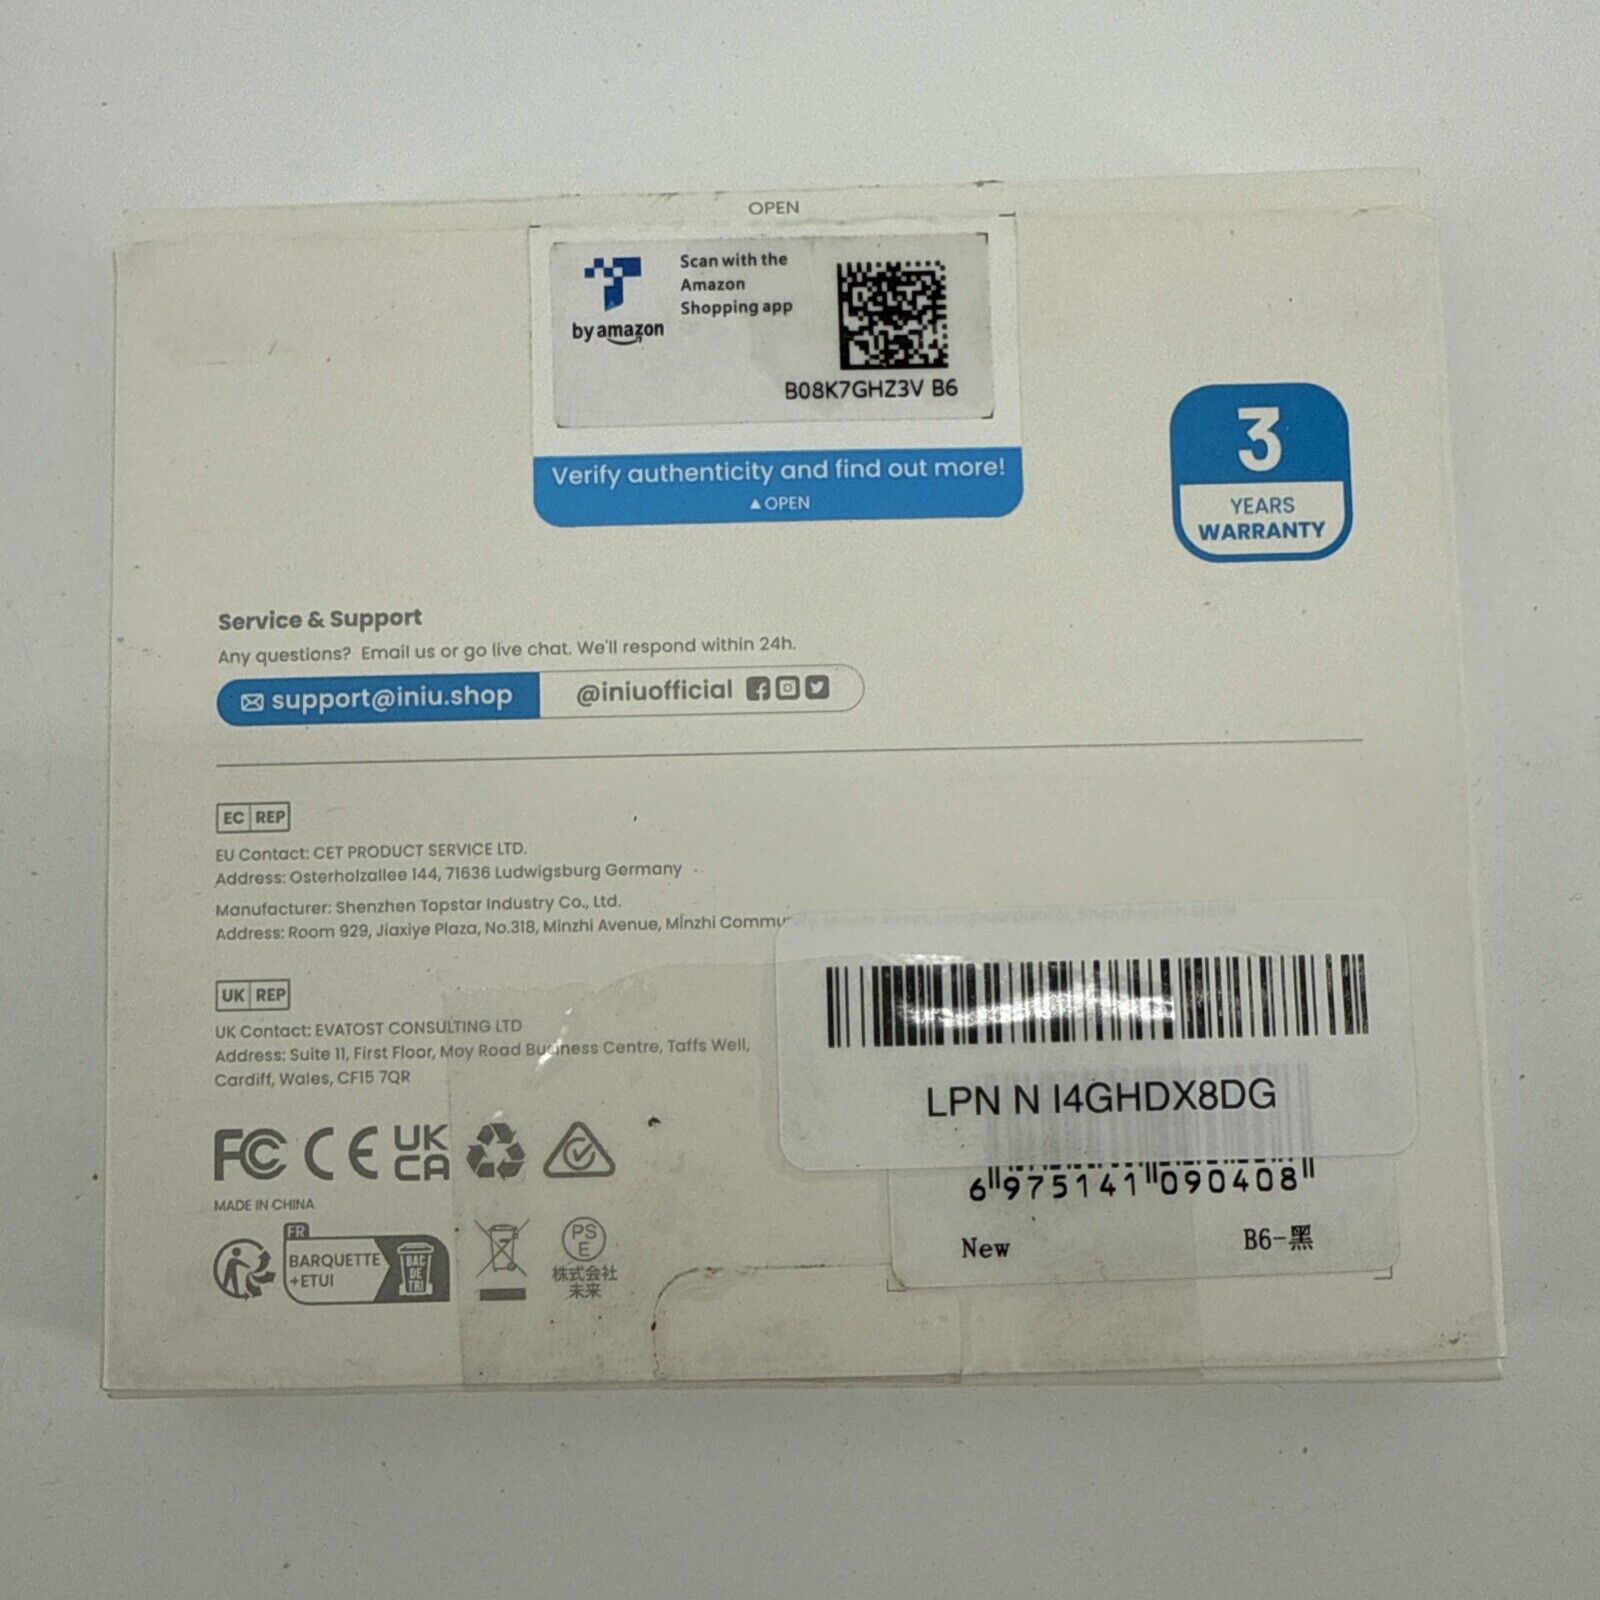 OPEN
Scan with the
Amazon
Shopping app
by amazon
B08K7GHZ3V B6
Verify authenticity and find out more!
▲ OPEN
3
YEARS
WARRANTY
Service & Support
Any questions? Email us or go live chat. We'll respond within 24h.
support@iniu.shop
@iniuofficial
EC REP
EU Contact: CET PRODUCT SERVICE LTD.
Address: Osterholzallee 144, 71636 Ludwigsburg Germany
Manufacturer: Shenzhen Topstar Industry Co., Ltd.
Address: Room 929, Jiaxiye Plaza, No.318, Minzhi Avenue, Minzhi
UK REP
UK Contact: EVATOST CONSULTING LTD
Address: Suite 11, First Floor, Moy Road Business Centre, Taffs Well,
Cardiff, Wales, CF15 7QR
LPN N I4GHDX8DG
FC CE UK
CA
6 975141 090408
MADE IN CHINA
New
B6-黑
FR
BARQUETTE
+ETUI
BAC
DE
TRI
PS
E
株式会社
未来